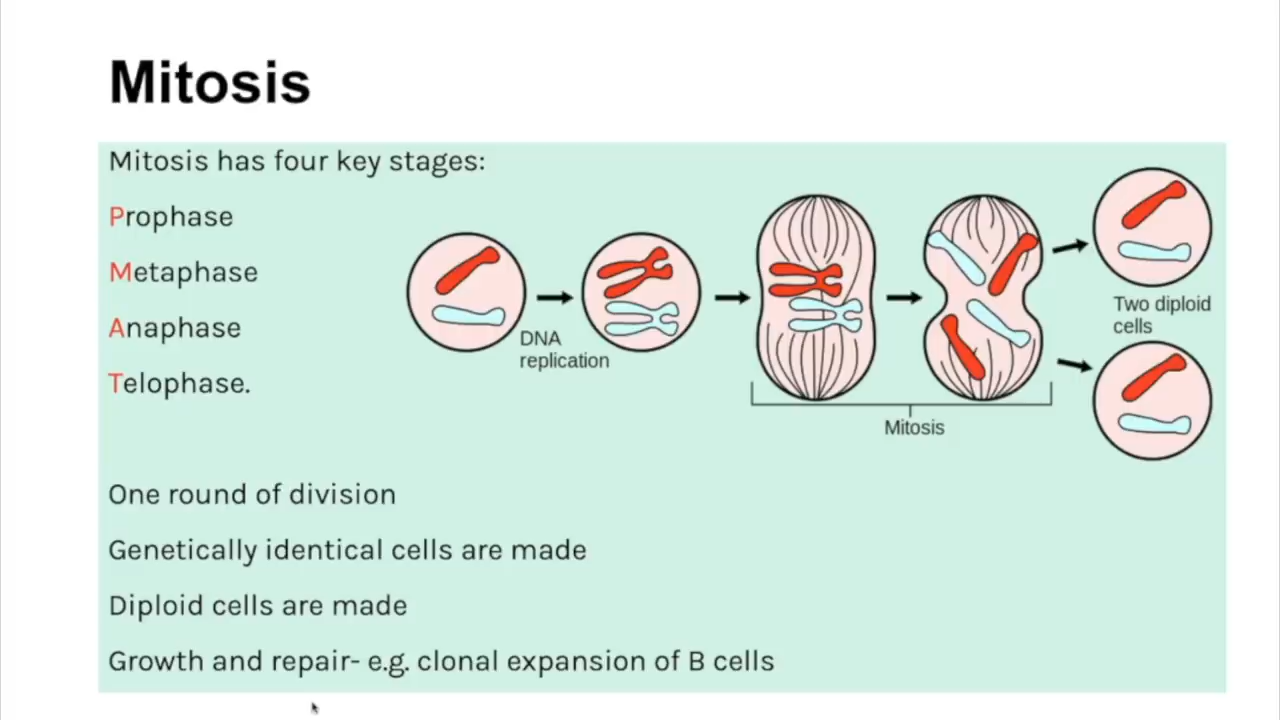 Mitosis
Mitosis has four key stages:
Prophase
Metaphase
Anaphase
Telophase.
DNA
replication
Mitosis
Two diploid
cells
One round of division
Genetically identical cells are made
Diploid cells are made
Growth and repair- e.g. clonal expansion of B cells